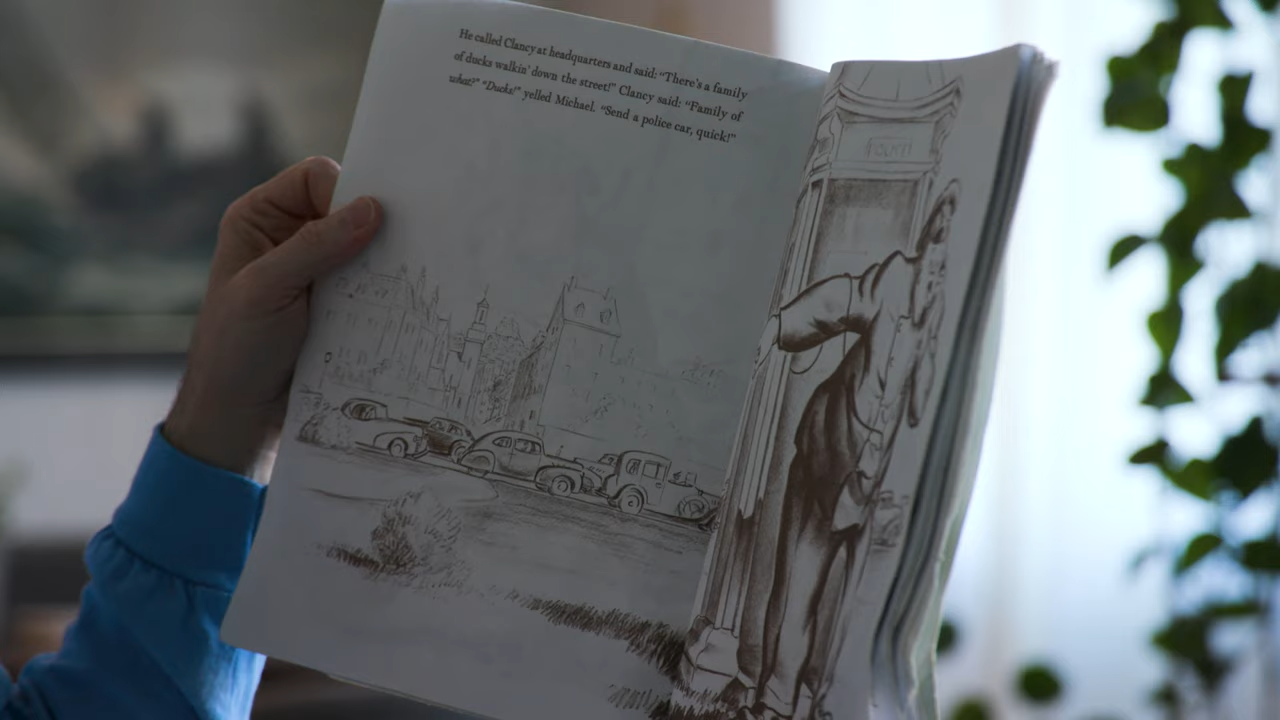 He called Clancy at headquarters and said: “There's a family
of ducks walkin' down the street!” Clancy said: “Family of
what?” “Ducks!” yelled Michael. “Send a police car, quick!”